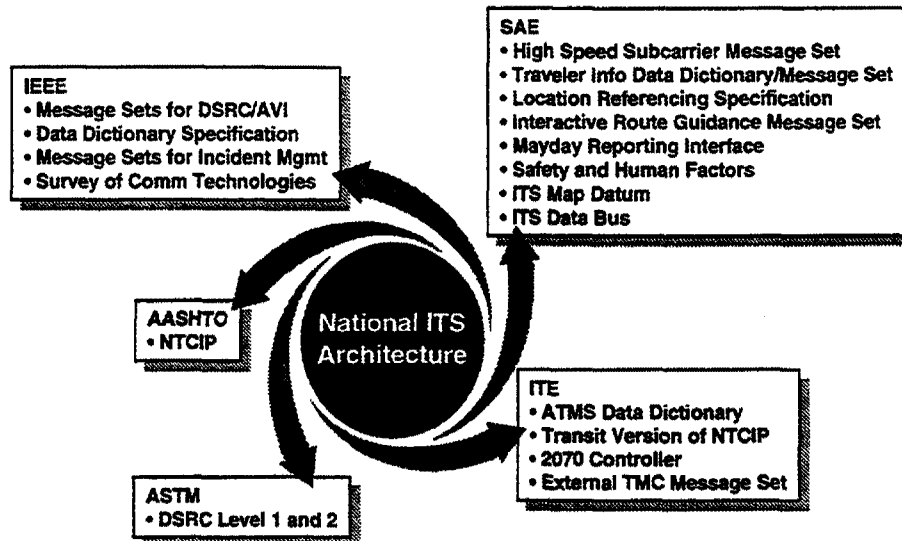 SAE
• High Speed Subcarrier Message Set
• Traveler Info Data Dictionary/Message Set
• Location Referencing Specification
• Interactive Route Guidance Message Set
• Mayday Reporting Interface
• Safety and Human Factors
• ITS Map Datum
• ITS Data Bus
IEEE
• Message Sets for DSRC/AVI
• Data Dictionary Specification
• Message Sets for Incident Mgmt
• Survey of Comm Technologies
AASHTO
• NTCIP
National ITS
Architecture
ITE
• ATMS Data Dictionary
• Transit Version of NTCIP
• 2070 Controller
• External TMC Message Set
ASTM
• DSRC Level 1 and 2